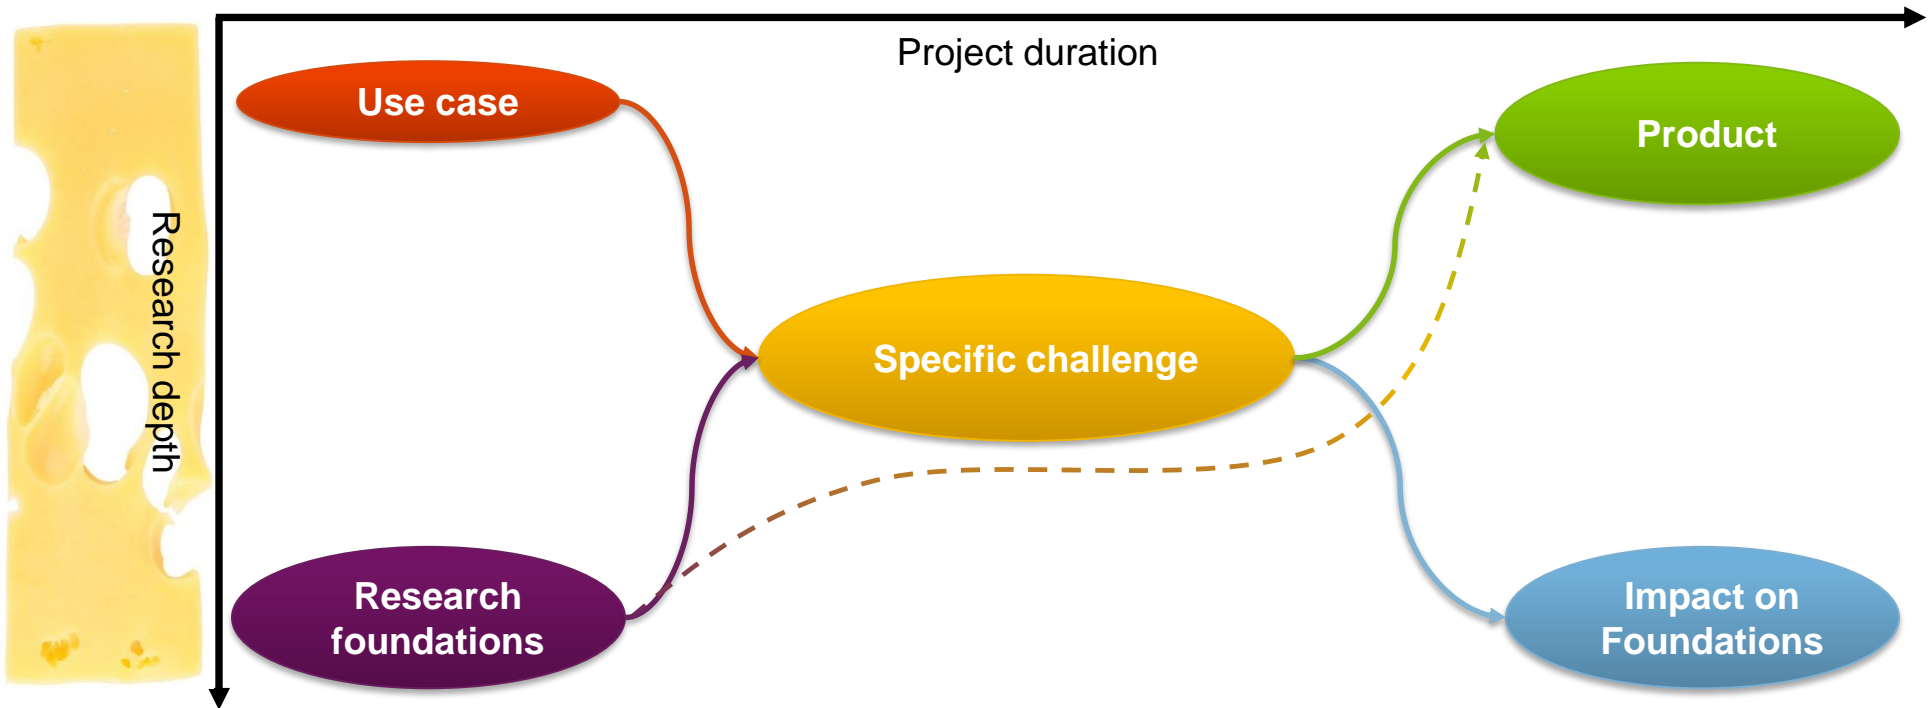 Project duration
Use case
Product
Research depth
Specific challenge
Research
foundations
Impact on
Foundations